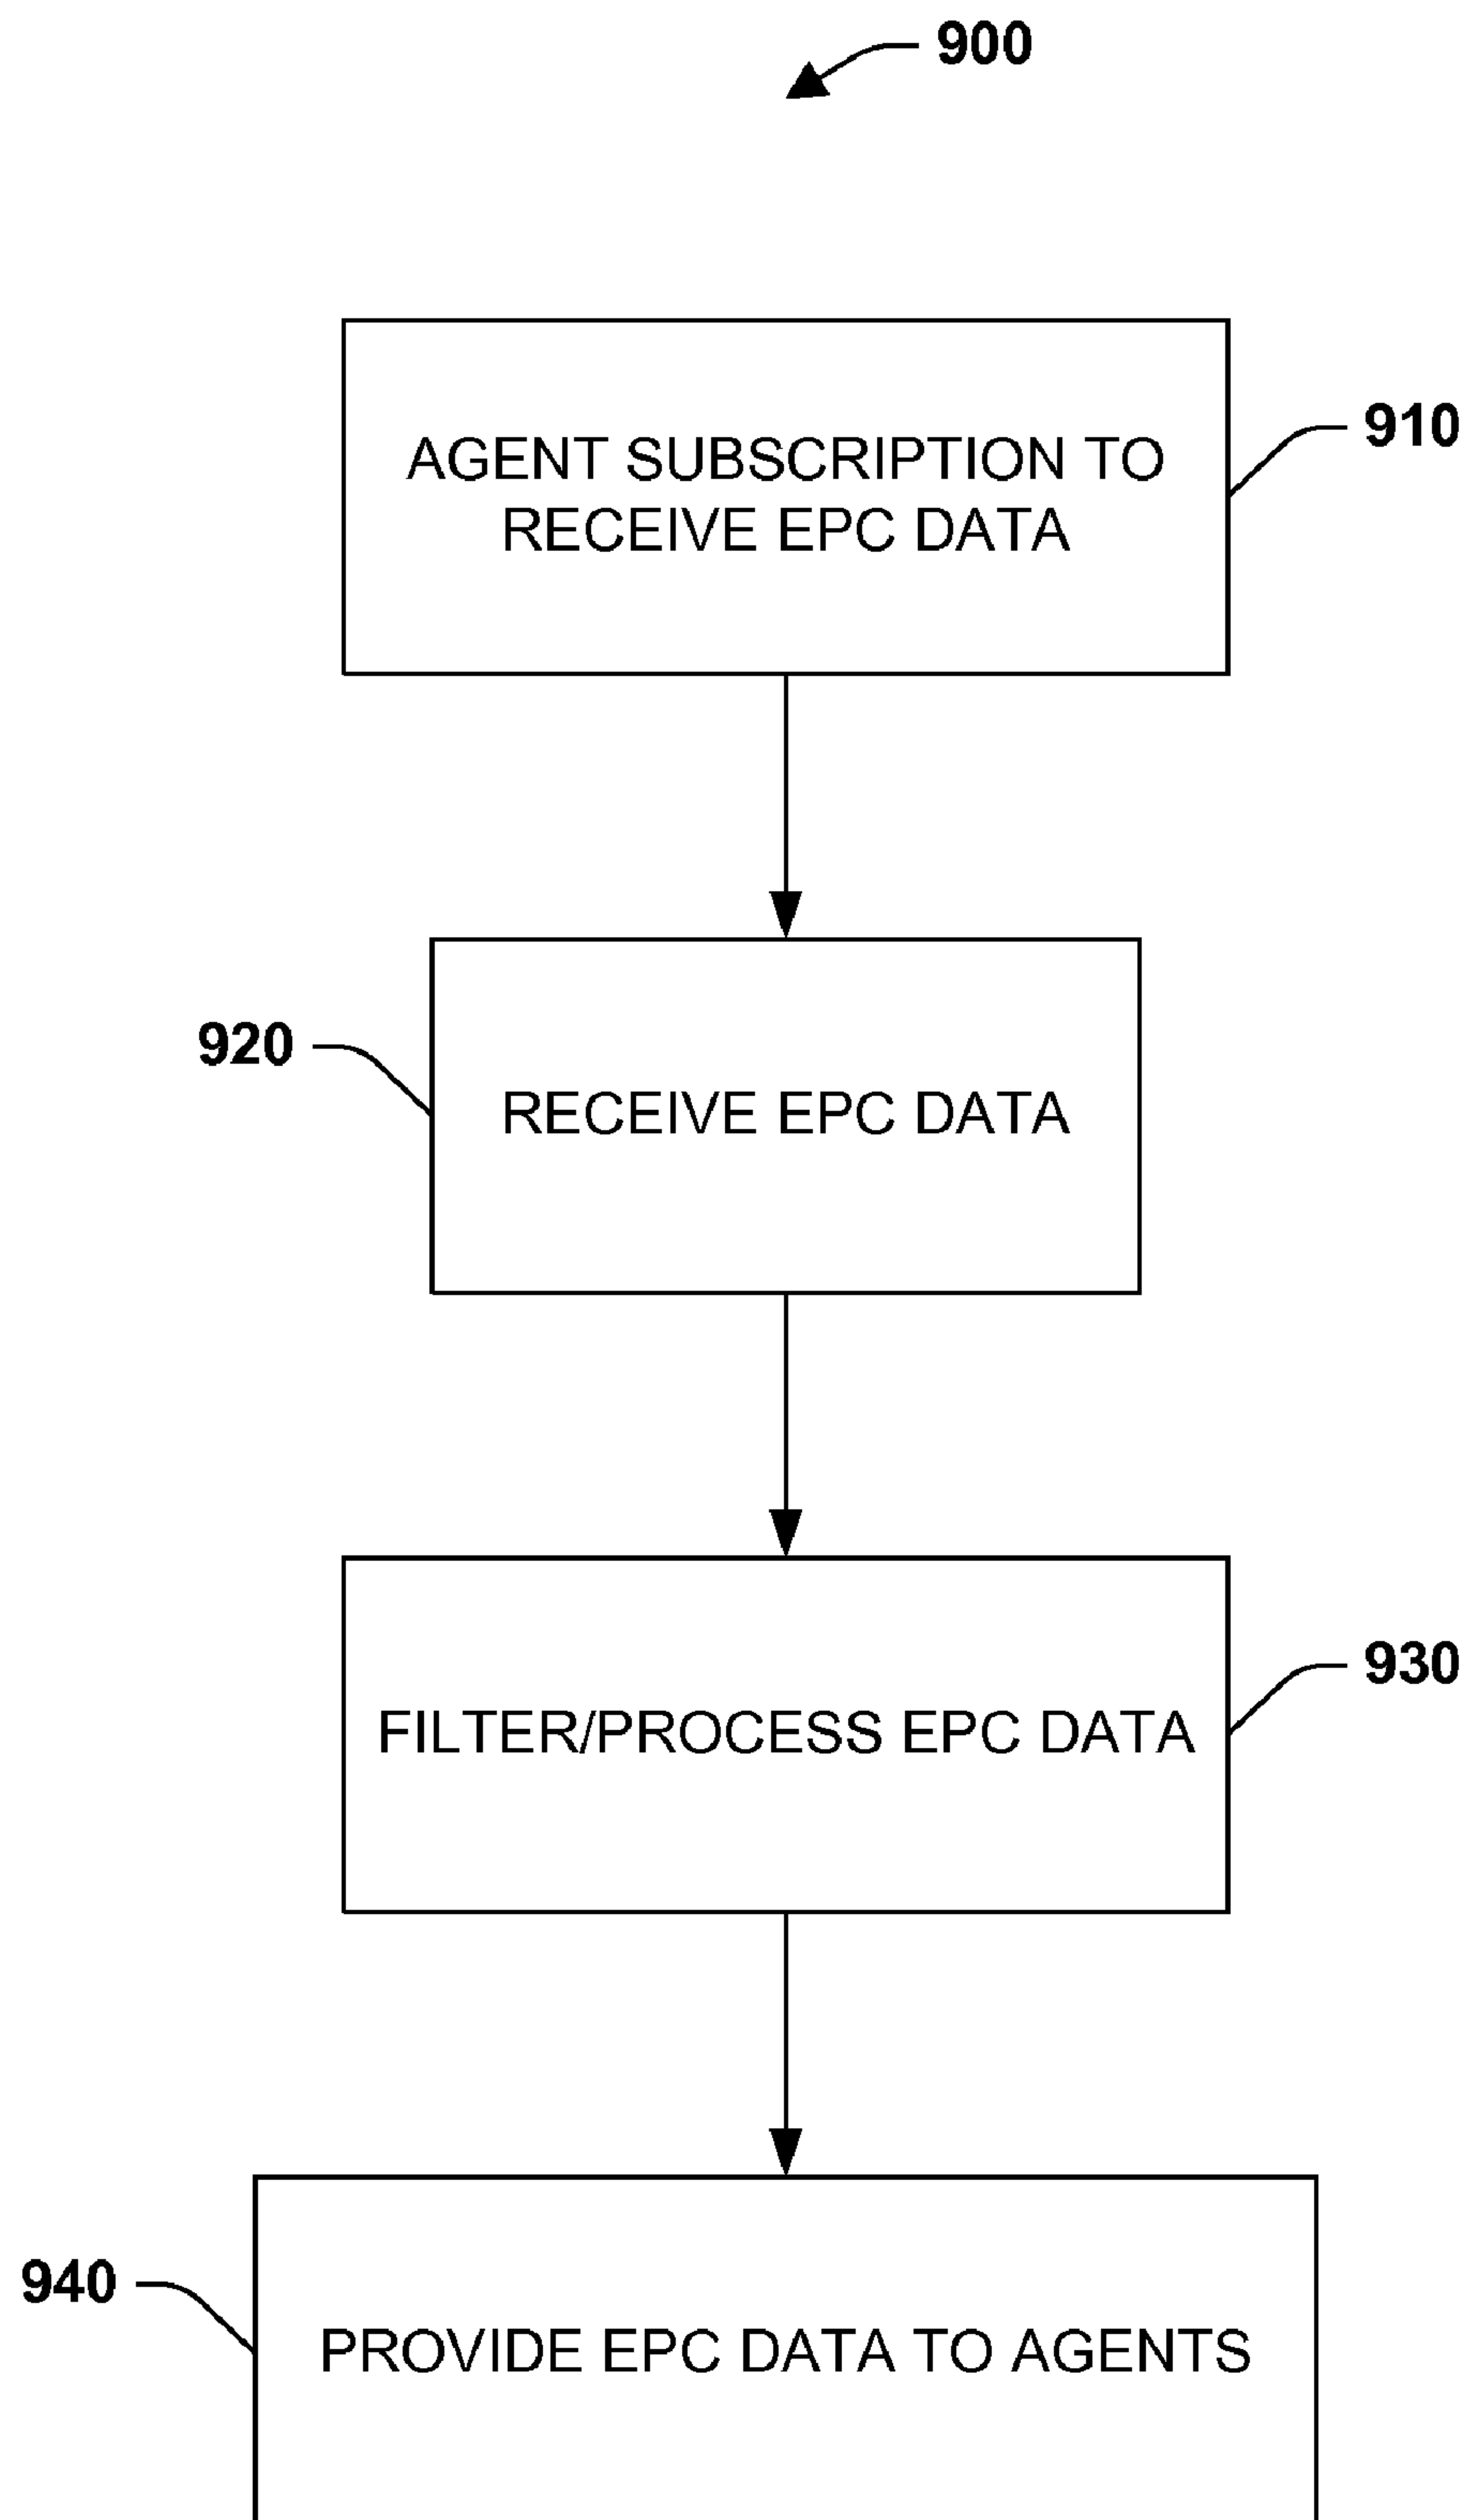 900
910
AGENT SUBSCRIPTION TO
RECEIVE EPC DATA
920
RECEIVE EPC DATA
930
FILTER/PROCESS EPC DATA
940
PROVIDE EPC DATA TO AGENTS